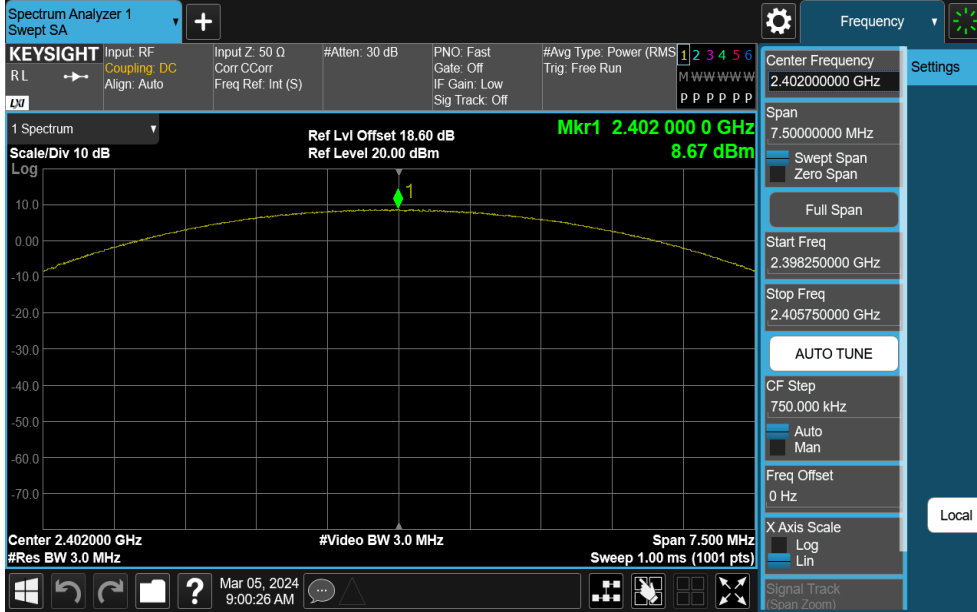 Spectrum Analyzer 1
Swept SA
+
Frequency
KEYSIGHT
R L
LXI
Input: RF
Coupling: DC
Align: Auto
Input Z: 50 Ω
Corr CCorr
Freq Ref: Int (S)
#Atten: 30 dB
PNO: Fast
Gate: Off
IF Gain: Low
Sig Track: Off
#Avg Type: Power (RMS
Trig: Free Run
1 2 3 4 5 6
M W W W W W
P P P P P P
1 Spectrum
Scale/Div 10 dB
Log
Ref Lvl Offset 18.60 dB
Ref Level 20.00 dBm
Mkr1 2.402 000 0 GHz
8.67 dBm
1
10.0
0.00
-10.0
-20.0
-30.0
-40.0
-50.0
-60.0
-70.0
Center 2.402000 GHz
#Video BW 3.0 MHz
Span 7.500 MHz
#Res BW 3.0 MHz
Sweep 1.00 ms (1001 pts)
?
Mar 05, 2024
9:00:26 AM
Center Frequency
2.402000000 GHz
Span
7.50000000 MHz
Swept Span
Zero Span
Full Span
Start Freq
2.398250000 GHz
Stop Freq
2.405750000 GHz
AUTO TUNE
CF Step
750.000 kHz
Auto
Man
Freq Offset
0 Hz
X Axis Scale
Log
Lin
Signal Track
(Span Zoom)
Settings
Local